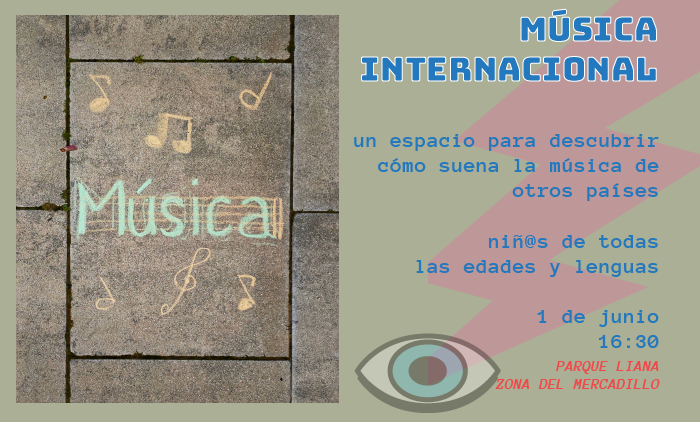 Música
MÚSICA
INTERNACIONAL
un espacio para descubrir
cómo suena la música de
otros países
niñ@s de todas
las edades y lenguas
1 de junio
16:30
PARQUE LIANA
ZONA DEL MERCADILLO